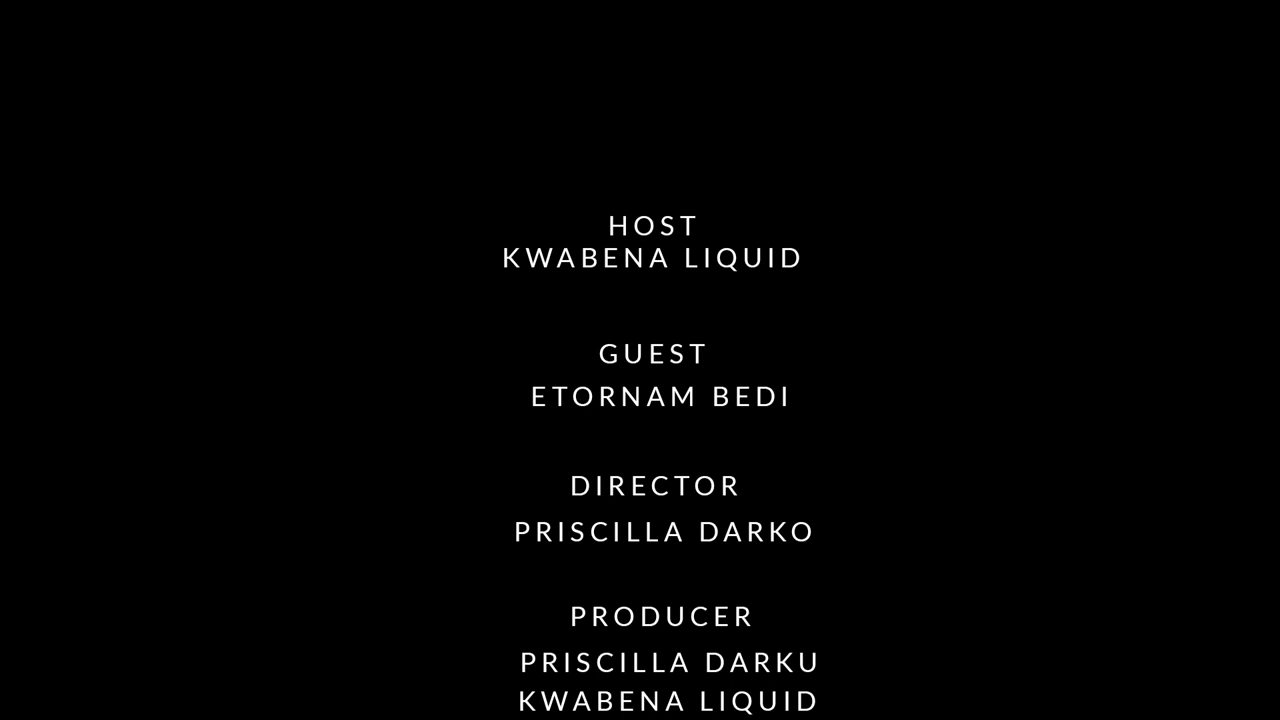 HOST
KWABENA LIQUID
GUEST
ETORNAM BEDI
DIRECTOR
PRISCILLA DARKO
PRODUCER
PRISCILLA DARKU
KWABENA LIQUID